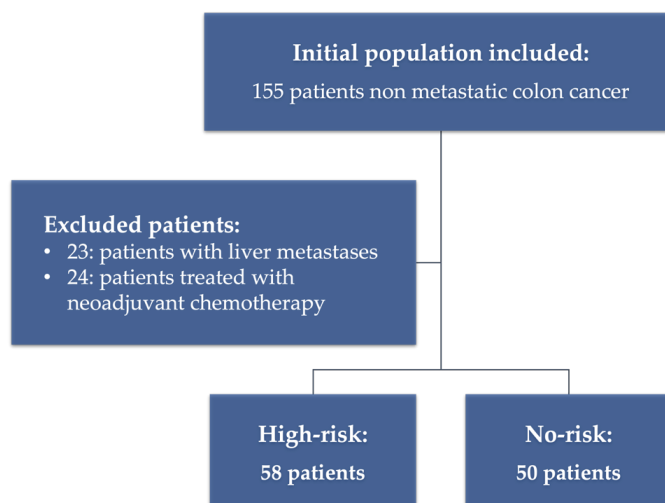 Initial population included:
155 patients non metastatic colon cancer
Excluded patients:
• 23: patients with liver metastases
• 24: patients treated with
neoadjuvant chemotherapy
High-risk:
58 patients
No-risk:
50 patients